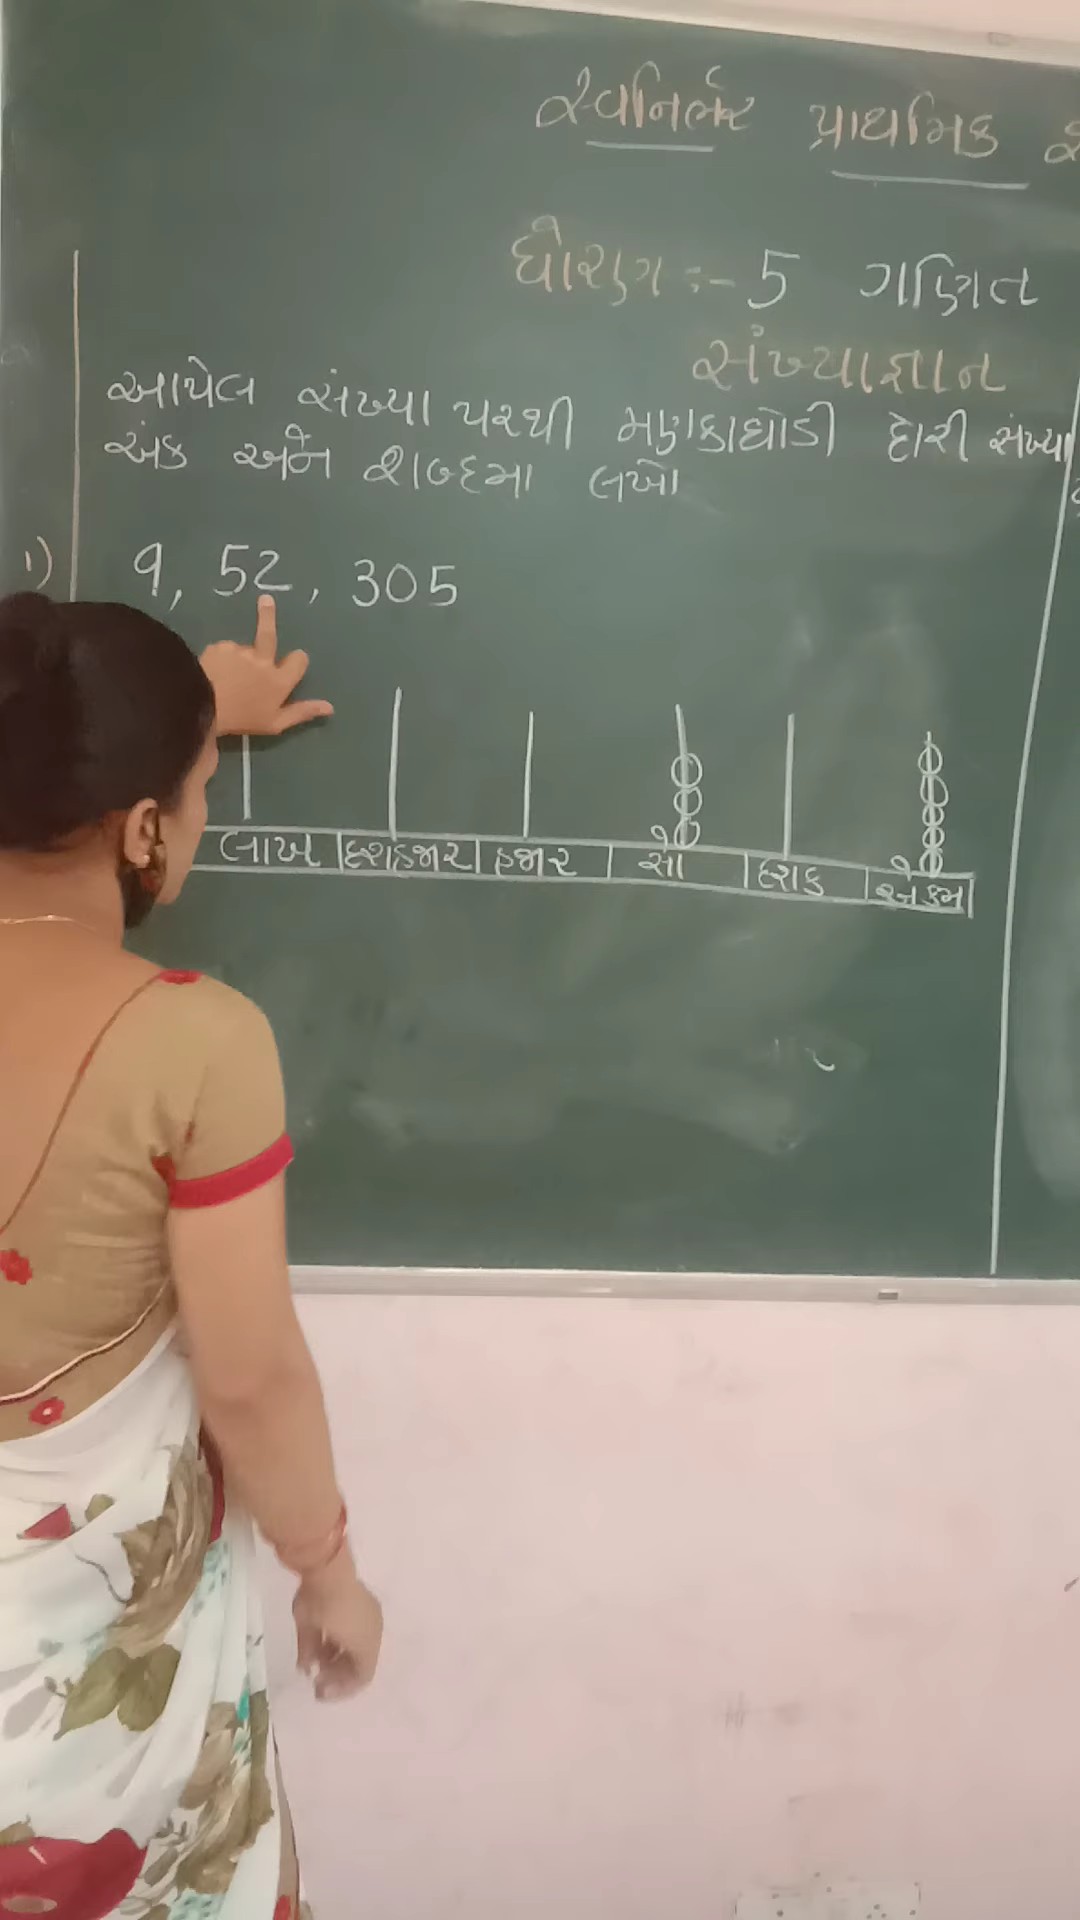 સ્વનિર્ભર પ્રાથમિક
ધોરણ :- 5 ગણિત
સંખ્યાજ્ઞાન
આપેલ સંખ્યા પરથી મણકાઘોડી દોરી સંખ્યા
અંક અને શબ્દમા લખો
1) 9, 52, 305
લાખ દશહજાર હજાર સો દશક એકમ